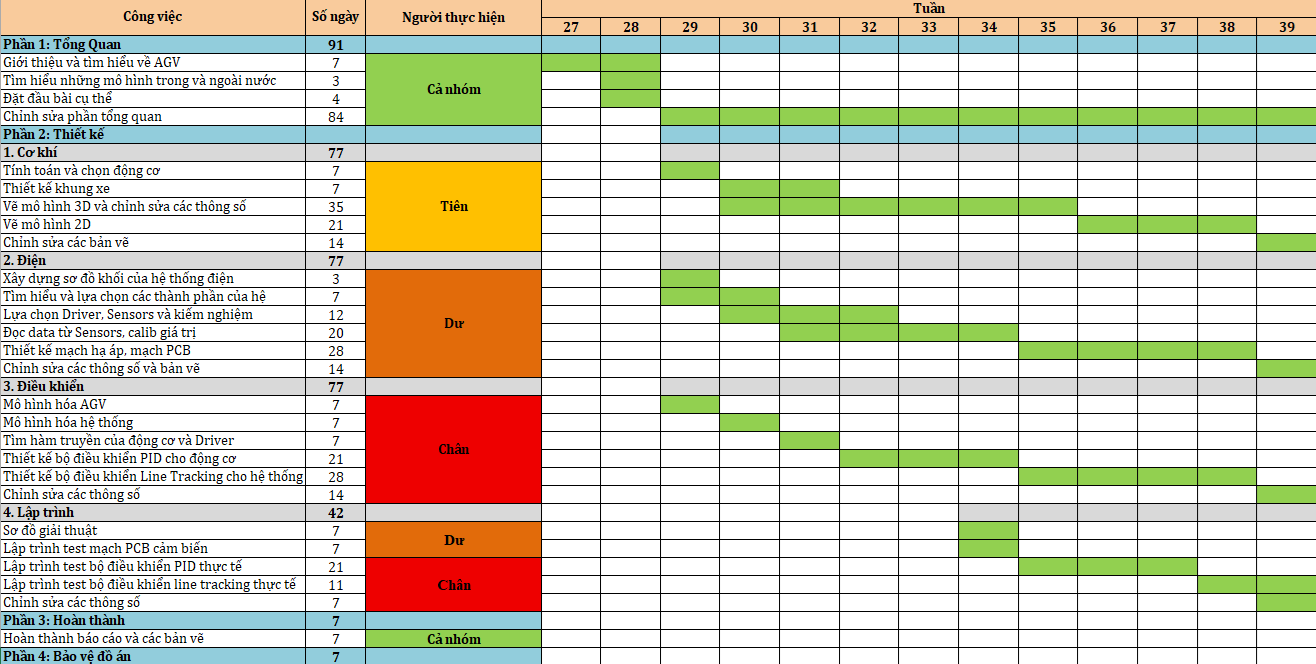 Công việc Số ngày Người thực hiện Tuần
27 28 29 30 31 32 33 34 35 36 37 38 39
Phần 1: Tổng Quan 91
Giới thiệu và tìm hiểu về AGV 7
Tìm hiểu những mô hình trong và ngoài nước 3
Cả nhóm
Đặt đầu bài cụ thể 4
Chỉnh sửa phần tổng quan 84
Phần 2: Thiết kế
1. Cơ khí 77
Tính toán và chọn động cơ 7
Thiết kế khung xe 7
Vẽ mô hình 3D và chỉnh sửa các thông số 35 Tiên
Vẽ mô hình 2D 21
Chỉnh sửa các bản vẽ 14
2. Điện 77
Xây dựng sơ đồ khối của hệ thống điện 3
Tìm hiểu và lựa chọn các thành phần của hệ 7
Lựa chọn Driver, Sensors và kiểm nghiệm 12
Dư
Đọc data từ Sensors, calib giá trị 20
Thiết kế mạch hạ áp, mạch PCB 28
Chỉnh sửa các thông số và bản vẽ 14
3. Điều khiển 77
Mô hình hóa AGV 7
Mô hình hóa hệ thống 7
Tìm hàm truyền của động cơ và Driver 7
Chân
Thiết kế bộ điều khiển PID cho động cơ 21
Thiết kế bộ điều khiển Line Tracking cho hệ thống 28
Chỉnh sửa các thông số 14
4. Lập trình 42
Sơ đồ giải thuật 7
Dư
Lập trình test mạch PCB cảm biến 7
Lập trình test bộ điều khiển PID thực tế 21
Lập trình test bộ điều khiển line tracking thực tế 11 Chân
Chỉnh sửa các thông số 7
Phần 3: Hoàn thành 7
Hoàn thành báo cáo và các bản vẽ 7 Cả nhóm
Phần 4: Bảo vệ đồ án 7